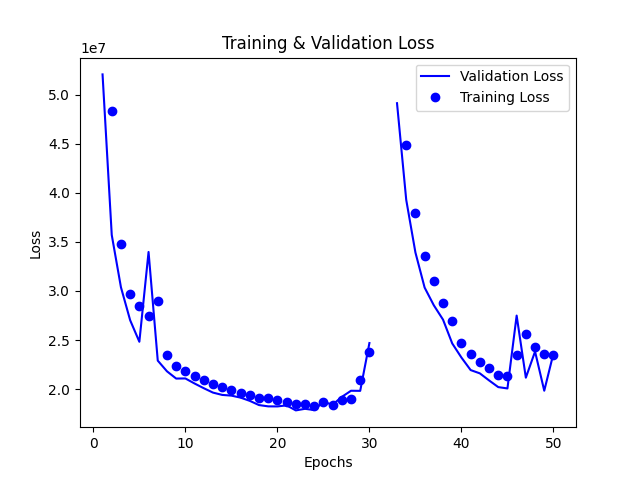 Training & Validation Loss
1e7
Validation Loss
Training Loss
5.0
4.5
4.0
3.5
3.0
2.5
2.0
Loss
0
10
20
30
40
50
Epochs